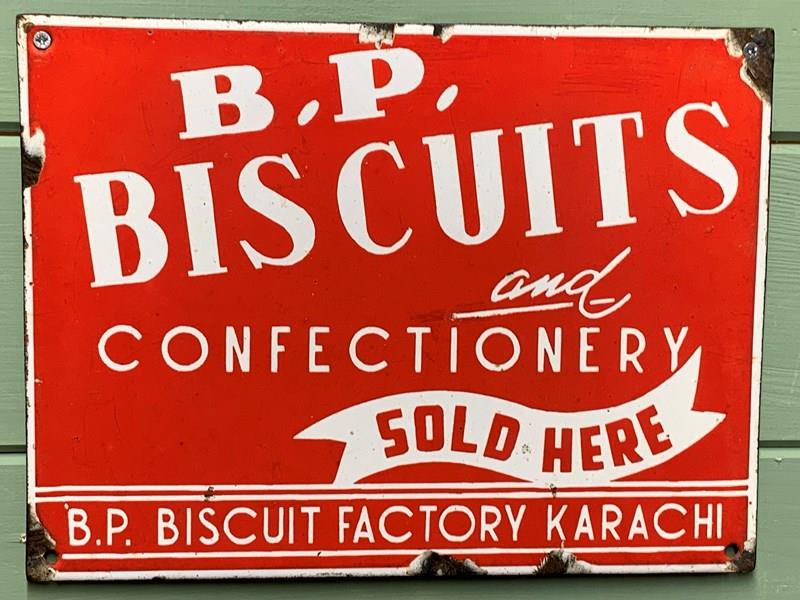 B.P.
BISCUITS
and
CONFECTIONERY
SOLD HERE
B.P. BISCUIT FACTORY KARACHI